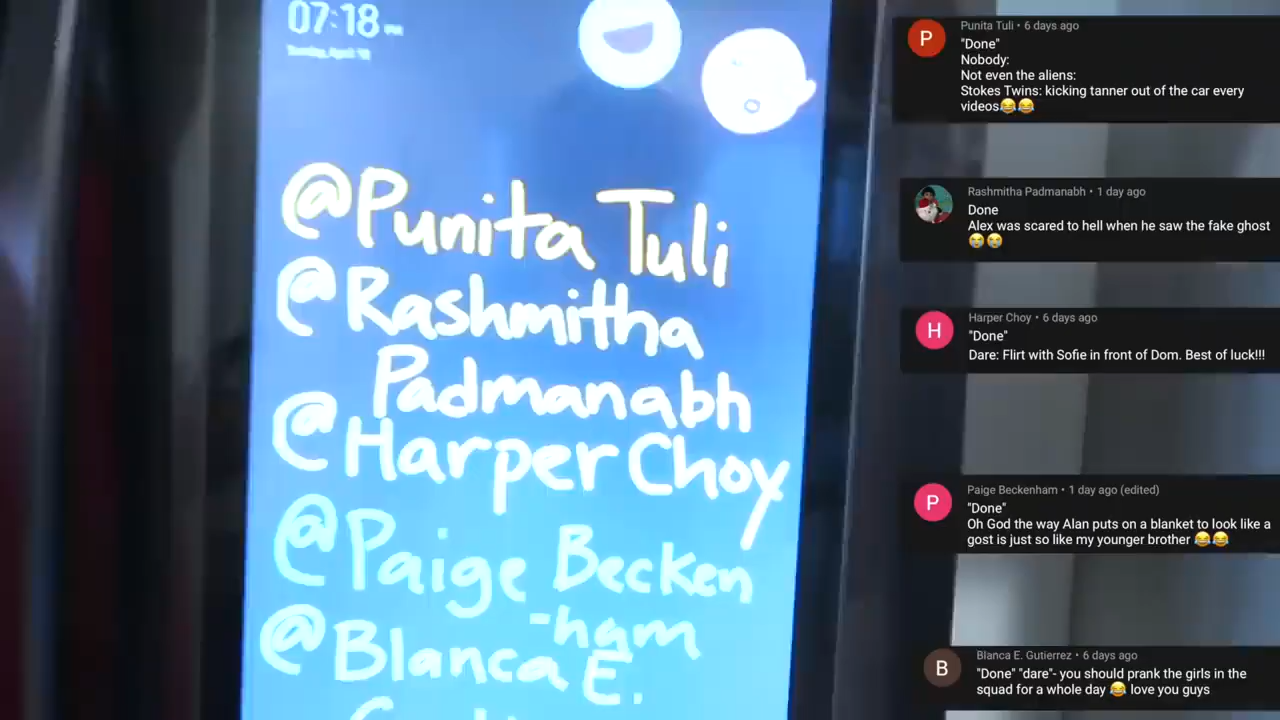 07:18 PM
@Punita Tuli
@Rashmitha
Padmanabh
@Harper Choy
@Paige Becken
-ham
@Blanca E.
P
Punita Tuli • 6 days ago
"Done"
Nobody:
Not even the aliens:
Stokes Twins: kicking tanner out of the car every
videos😂😂
Rashmitha Padmanabh • 1 day ago
Done
Alex was scared to hell when he saw the fake ghost
😭😭
H
Harper Choy • 6 days ago
"Done"
Dare: Flirt with Sofie in front of Dom. Best of luck!!!
P
Paige Beckenham • 1 day ago (edited)
"Done"
Oh God the way Alan puts on a blanket to look like a
gost is just so like my younger brother 😂😂
B
Blanca E. Gutierrez • 6 days ago
"Done" "dare"- you should prank the girls in the
squad for a whole day 😂 love you guys